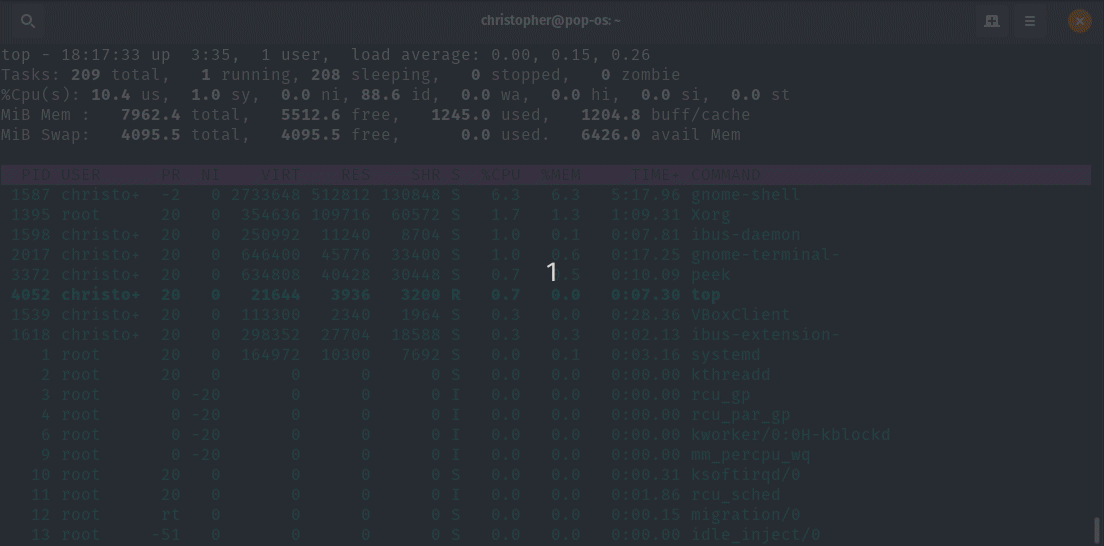 christopher@pop-os: ~
top - 18:17:33 up  3:35,  1 user,  load average: 0.00, 0.15, 0.26
Tasks: 209 total,   1 running, 208 sleeping,   0 stopped,   0 zombie
%Cpu(s): 10.4 us,  1.0 sy,  0.0 ni, 88.6 id,  0.0 wa,  0.0 hi,  0.0 si,  0.0 st
MiB Mem :   7962.4 total,   5512.6 free,   1245.0 used,   1204.8 buff/cache
MiB Swap:   4095.5 total,   4095.5 free,      0.0 used.   6426.0 avail Mem
PID USER PR NI VIRT RES SHR S %CPU %MEM TIME+ COMMAND
1587 christo+ -2 0 2733648 512812 130848 S 6.3 6.3 5:17.96 gnome-shell
1395 root 20 0 354636 109716 60572 S 1.7 1.3 1:09.31 Xorg
1598 christo+ 20 0 250992 11240 8704 S 1.0 0.1 0:07.81 ibus-daemon
2017 christo+ 20 0 646400 45776 33400 S 1.0 0.6 0:17.25 gnome-terminal-
3372 christo+ 20 0 634808 40428 30448 S 0.7 .5 0:10.09 peek
1
4052 christo+ 20 0 21644 3936 3200 R 0.7 0.0 0:07.30 top
1539 christo+ 20 0 113300 2340 1964 S 0.3 0.0 0:28.36 VBoxClient
1618 christo+ 20 0 298352 27704 18588 S 0.3 0.3 0:02.13 ibus-extension-
1 root 20 0 164972 10300 7692 S 0.0 0.1 0:03.16 systemd
2 root 20 0 0 0 0 S 0.0 0.0 0:00.00 kthreadd
3 root 0 -20 0 0 0 I 0.0 0.0 0:00.00 rcu_gp
4 root 0 -20 0 0 0 I 0.0 0.0 0:00.00 rcu_par_gp
6 root 0 -20 0 0 0 I 0.0 0.0 0:00.00 kworker/0:0H-kblockd
9 root 0 -20 0 0 0 I 0.0 0.0 0:00.00 mm_percpu_wq
10 root 20 0 0 0 0 S 0.0 0.0 0:00.31 ksoftirqd/0
11 root 20 0 0 0 0 I 0.0 0.0 0:01.86 rcu_sched
12 root rt 0 0 0 0 S 0.0 0.0 0:00.15 migration/0
13 root -51 0 0 0 0 S 0.0 0.0 0:00.00 idle_inject/0